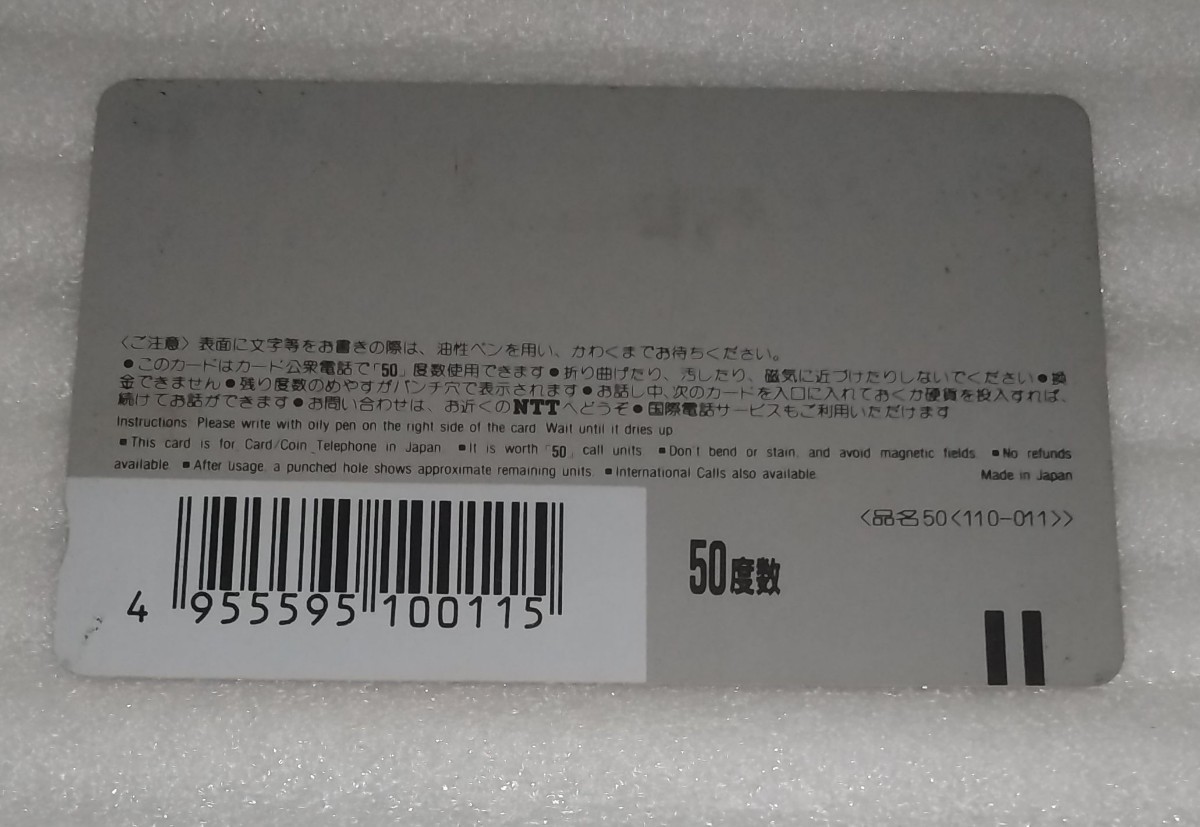 〈ご注意〉表面に文字等をお書きの際は、油性ペンを用い、かわくまでお待ちください。
●このカードはカード公衆電話で「50」度数使用できます●折り曲げたり、汚したり、磁気に近づけたりしないでください●換
金できません●残り度数のめやすがパンチ穴で表示されます●お話し中、次のカードを入口に入れておくか硬貨を投入すれば、
続けてお話ができます●お問い合わせは、お近くのNTTへどうぞ●国際電話サービスもご利用いただけます
Instructions: Please write with oily pen on the right side of the card. Wait until it dries up.
■This card is for Card/Coin Telephone in Japan. ■It is worth「50」call units. ■Don't bend or stain, and avoid magnetic fields. ■No refunds
available. ■After usage, a punched hole shows approximate remaining units. ■International Calls also available.
Made in Japan
〈品名50〈110-011〉〉
50度数
4 955595 100115